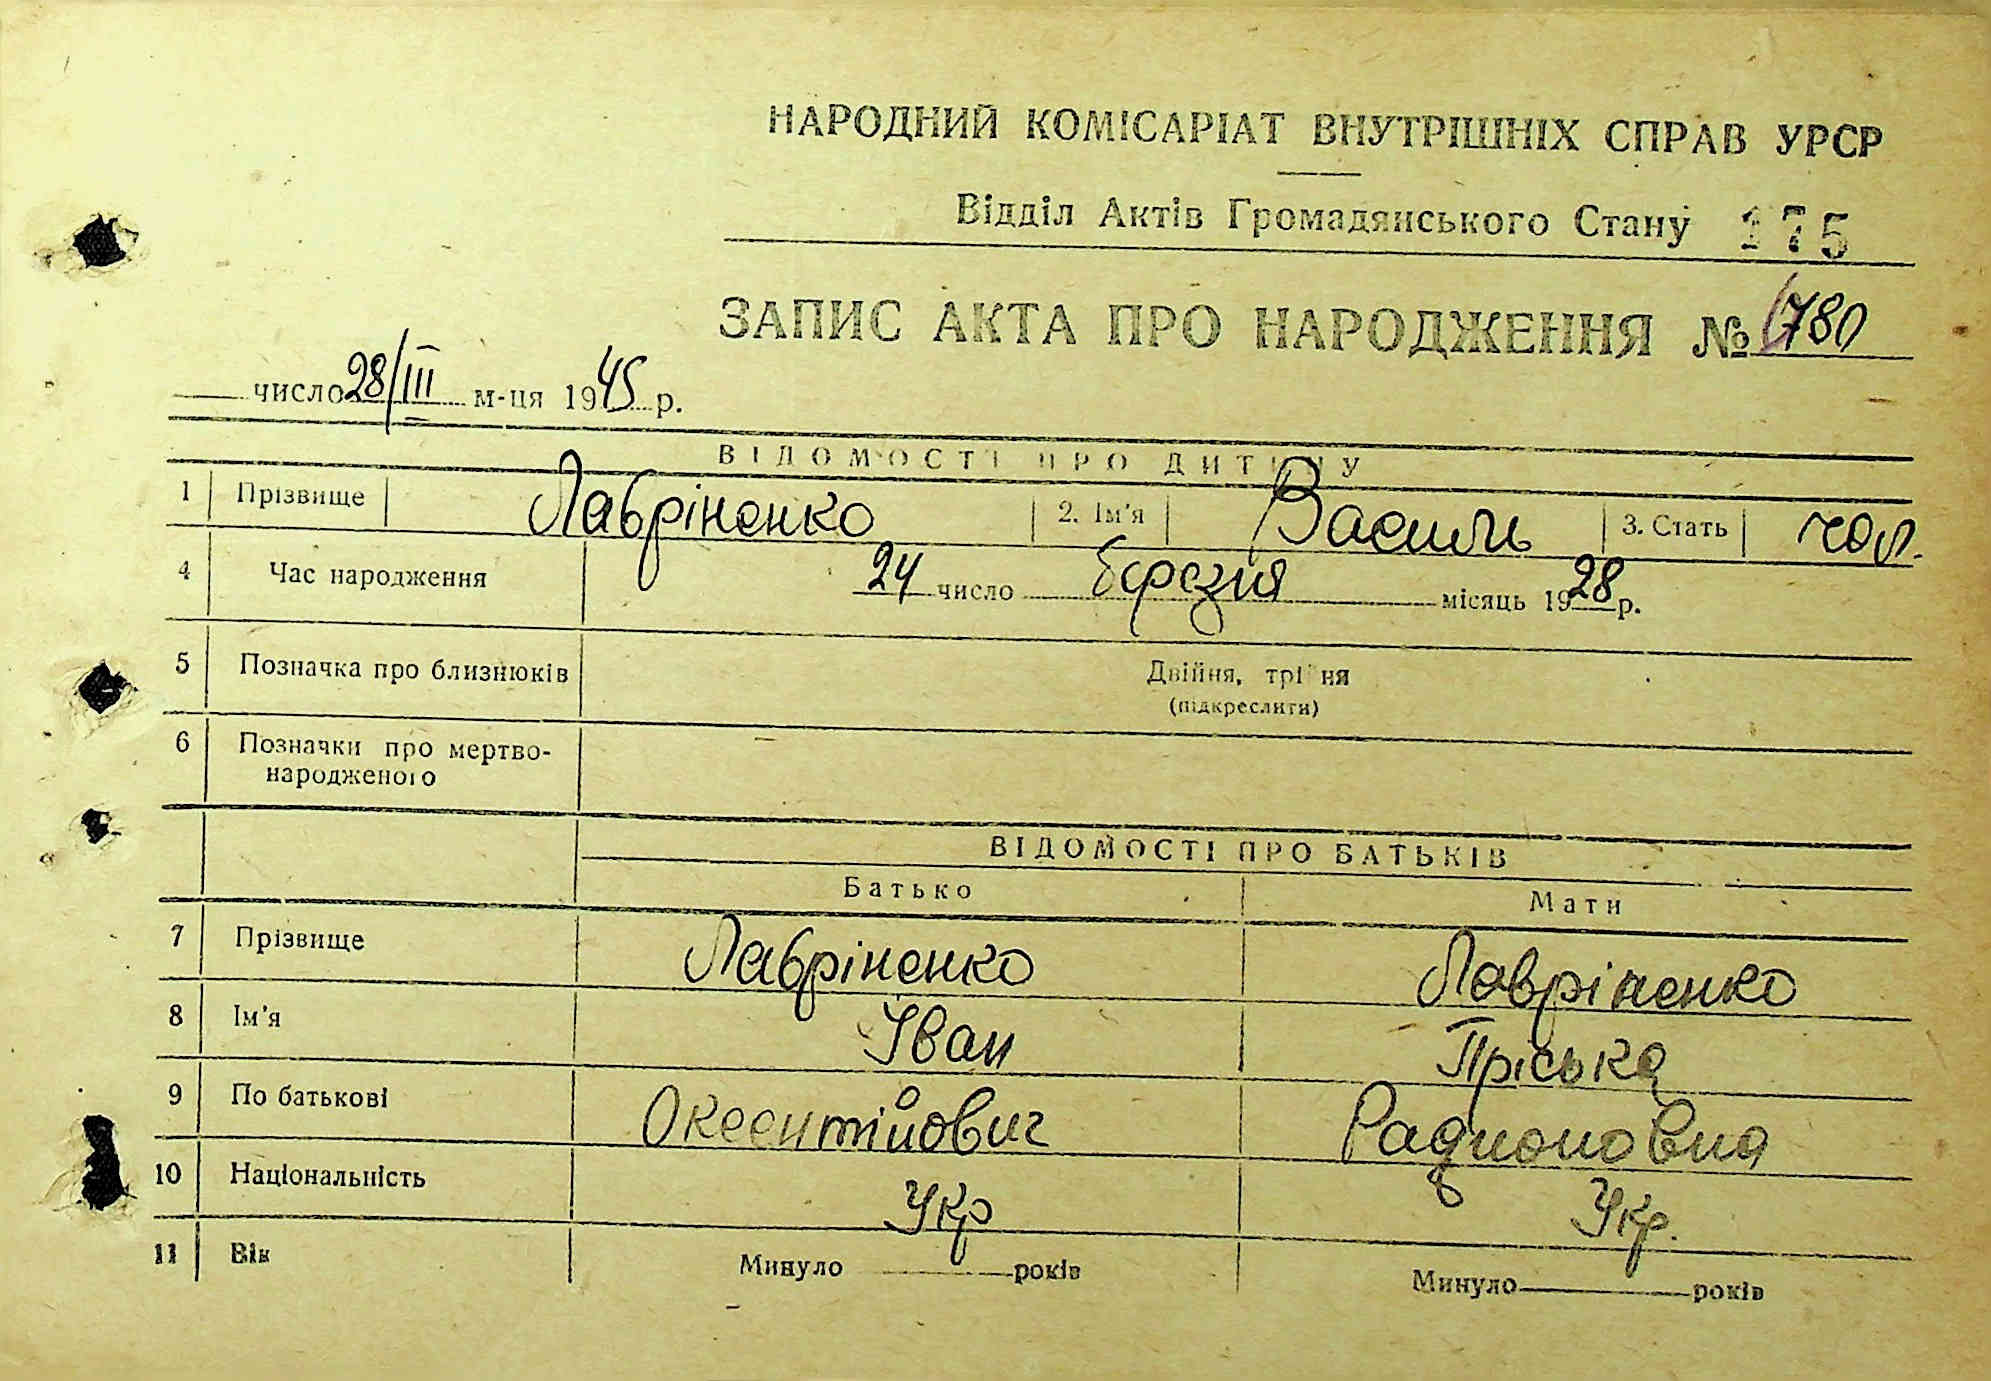 НАРОДНИЙ КОМІСАРІАТ ВНУТРІШНІХ СПРАВ УРСР
Відділ Актів Громадянського Стану 175
ЗАПИС АКТА ПРО НАРОДЖЕННЯ № 780
число 28/III м-ця 1945 р.
ВІДОМОСТІ ПРО ДИТИНУ
1 Прізвище Лавріненко 2. Ім'я Василь 3. Стать чол.
4 Час народження 24 число березня місяць 1928 р.
5 Позначка про близнюків Двійня, трійня
(підкреслити)
6 Позначки про мертво-
народженого
ВІДОМОСТІ ПРО БАТЬКІВ
Батько Мати
7 Прізвище Лавріненко Лавріненко
8 Ім'я Іван Пріська
9 По батькові Оксентійович Радионовна
10 Національність Укр Укр.
11 Вік Минуло років Минуло років